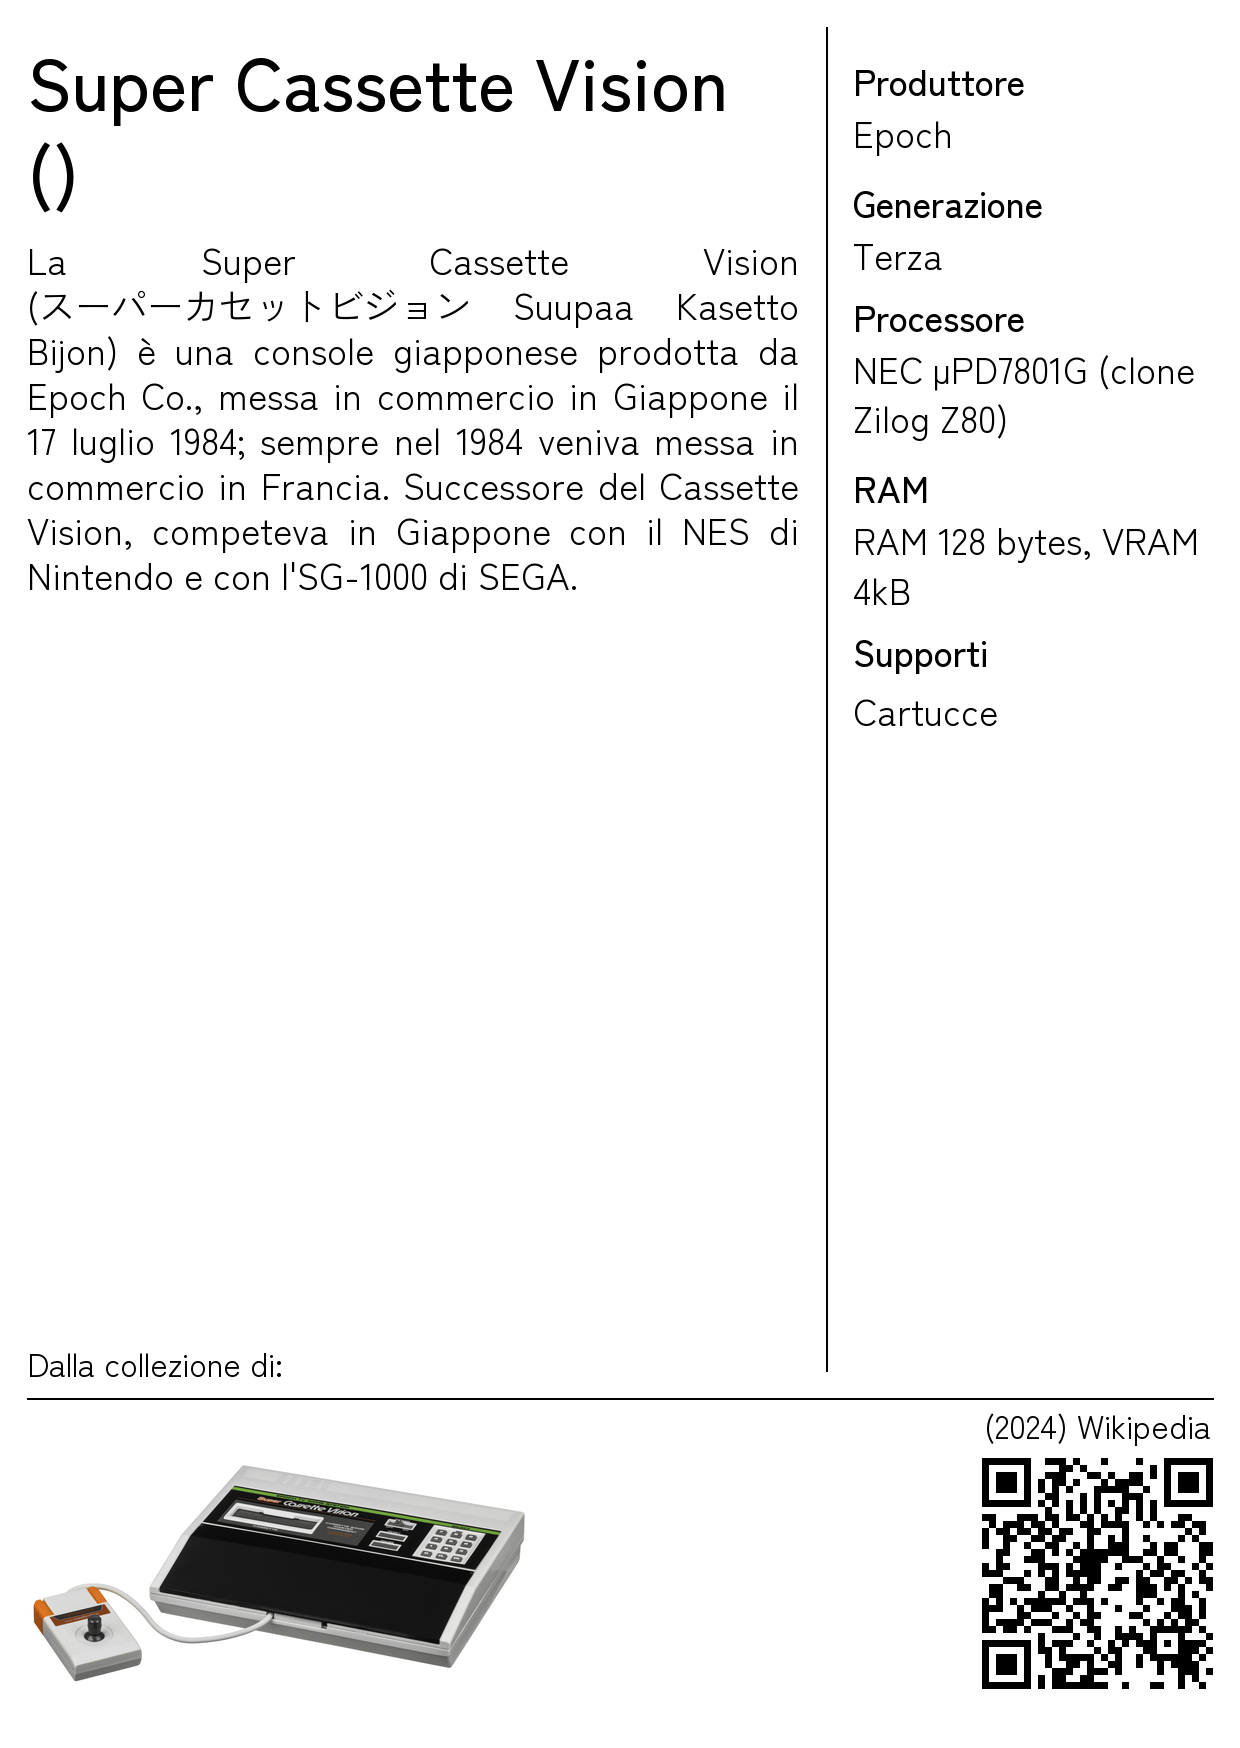 Super Cassette Vision
()
La Super Cassette Vision
(スーパーカセットビジョン Suupaa Kasetto
Bijon) è una console giapponese prodotta da
Epoch Co., messa in commercio in Giappone il
17 luglio 1984; sempre nel 1984 veniva messa in
commercio in Francia. Successore del Cassette
Vision, competeva in Giappone con il NES di
Nintendo e con l'SG-1000 di SEGA.
Produttore
Epoch
Generazione
Terza
Processore
NEC µPD7801G (clone
Zilog Z80)
RAM
RAM 128 bytes, VRAM
4kB
Supporti
Cartucce
Dalla collezione di:
(2024) Wikipedia
Super Cassette Vision